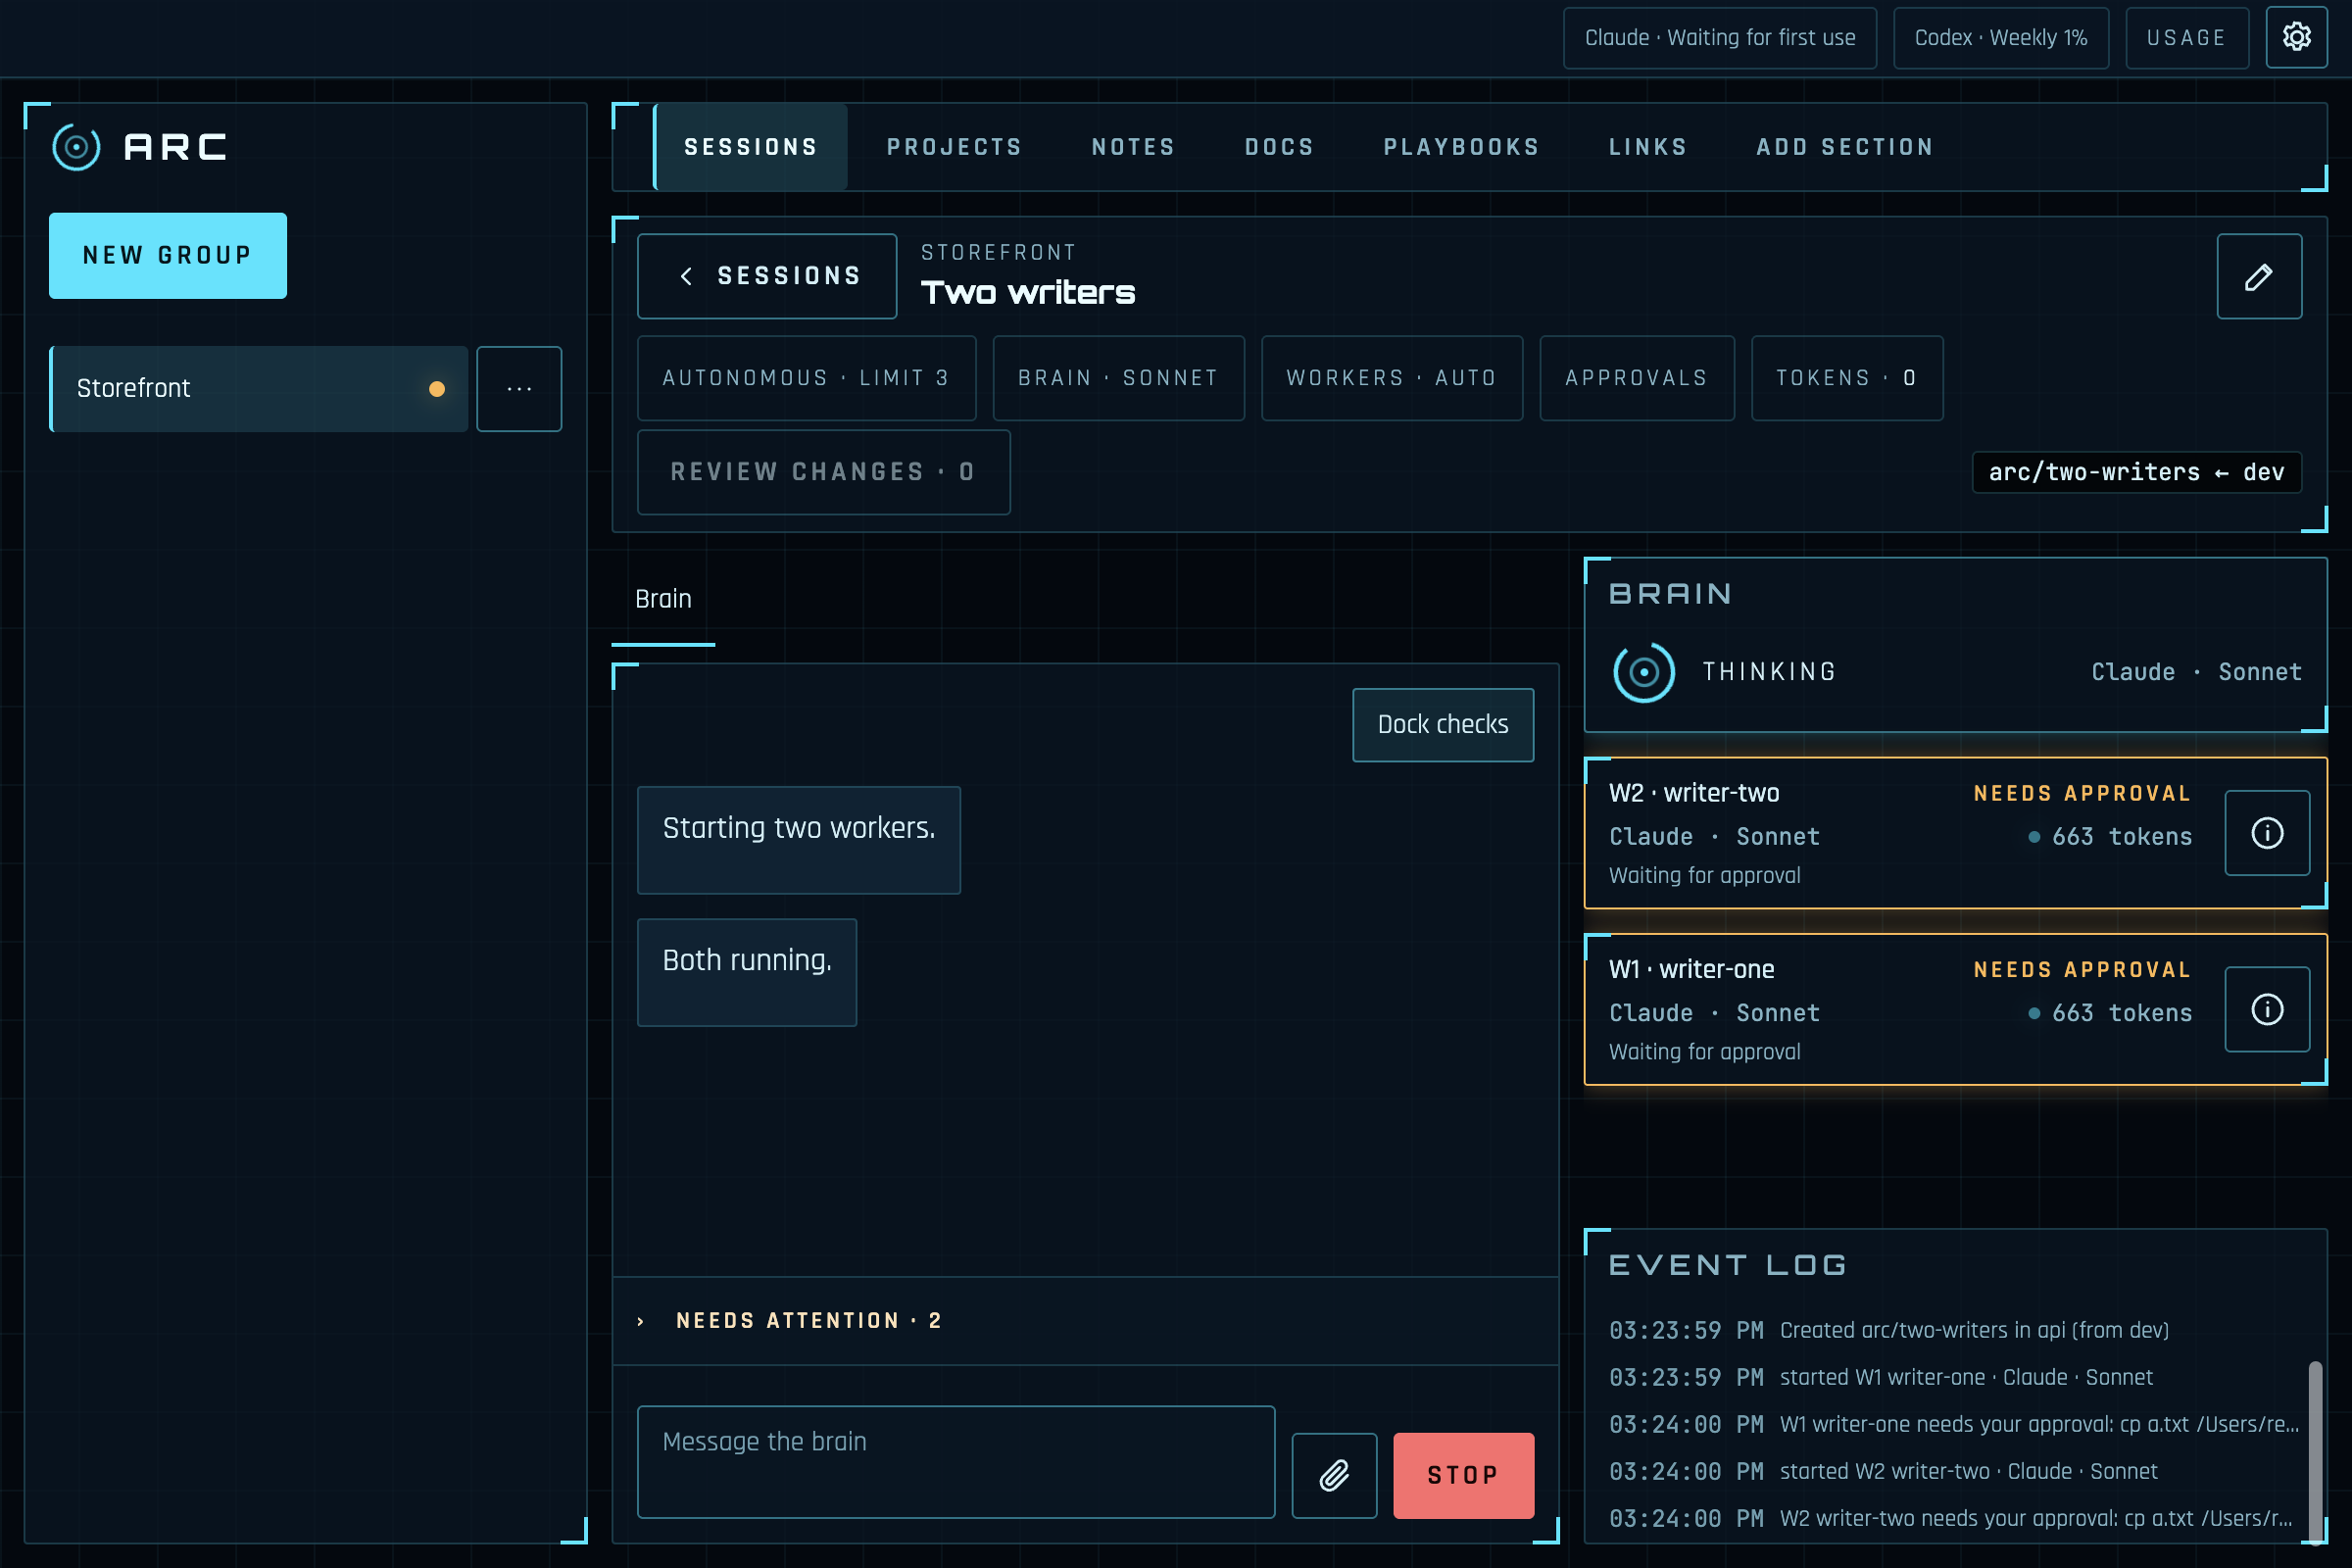 Claude · Waiting for first use
Codex · Weekly 1%
USAGE
ARC
NEW GROUP
Storefront
...
SESSIONS
PROJECTS
NOTES
DOCS
PLAYBOOKS
LINKS
ADD SECTION
‹ SESSIONS
STOREFRONT
Two writers
AUTONOMOUS · LIMIT 3
BRAIN · SONNET
WORKERS · AUTO
APPROVALS
TOKENS · 0
REVIEW CHANGES · 0
arc/two-writers ← dev
Brain
Dock checks
Starting two workers.
Both running.
› NEEDS ATTENTION · 2
Message the brain
STOP
BRAIN
THINKING
Claude · Sonnet
W2 · writer-two
NEEDS APPROVAL
Claude · Sonnet
663 tokens
Waiting for approval
W1 · writer-one
NEEDS APPROVAL
Claude · Sonnet
663 tokens
Waiting for approval
EVENT LOG
03:23:59 PM Created arc/two-writers in api (from dev)
03:23:59 PM started W1 writer-one · Claude · Sonnet
03:24:00 PM W1 writer-one needs your approval: cp a.txt /Users/re...
03:24:00 PM started W2 writer-two · Claude · Sonnet
03:24:00 PM W2 writer-two needs your approval: cp a.txt /Users/r...